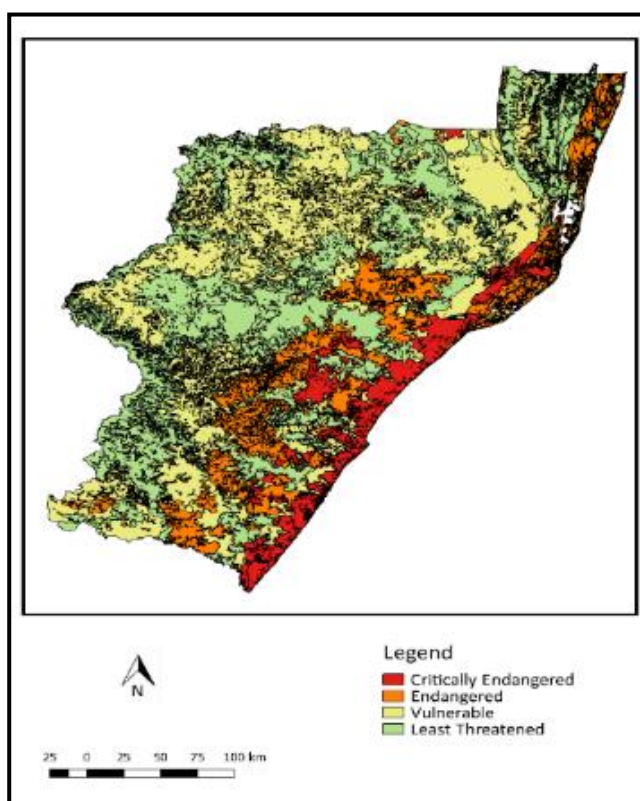 Legend
Critically Endangered
Endangered
Vulnerable
Least Threatened
N
25 0 25 50 75 100 km